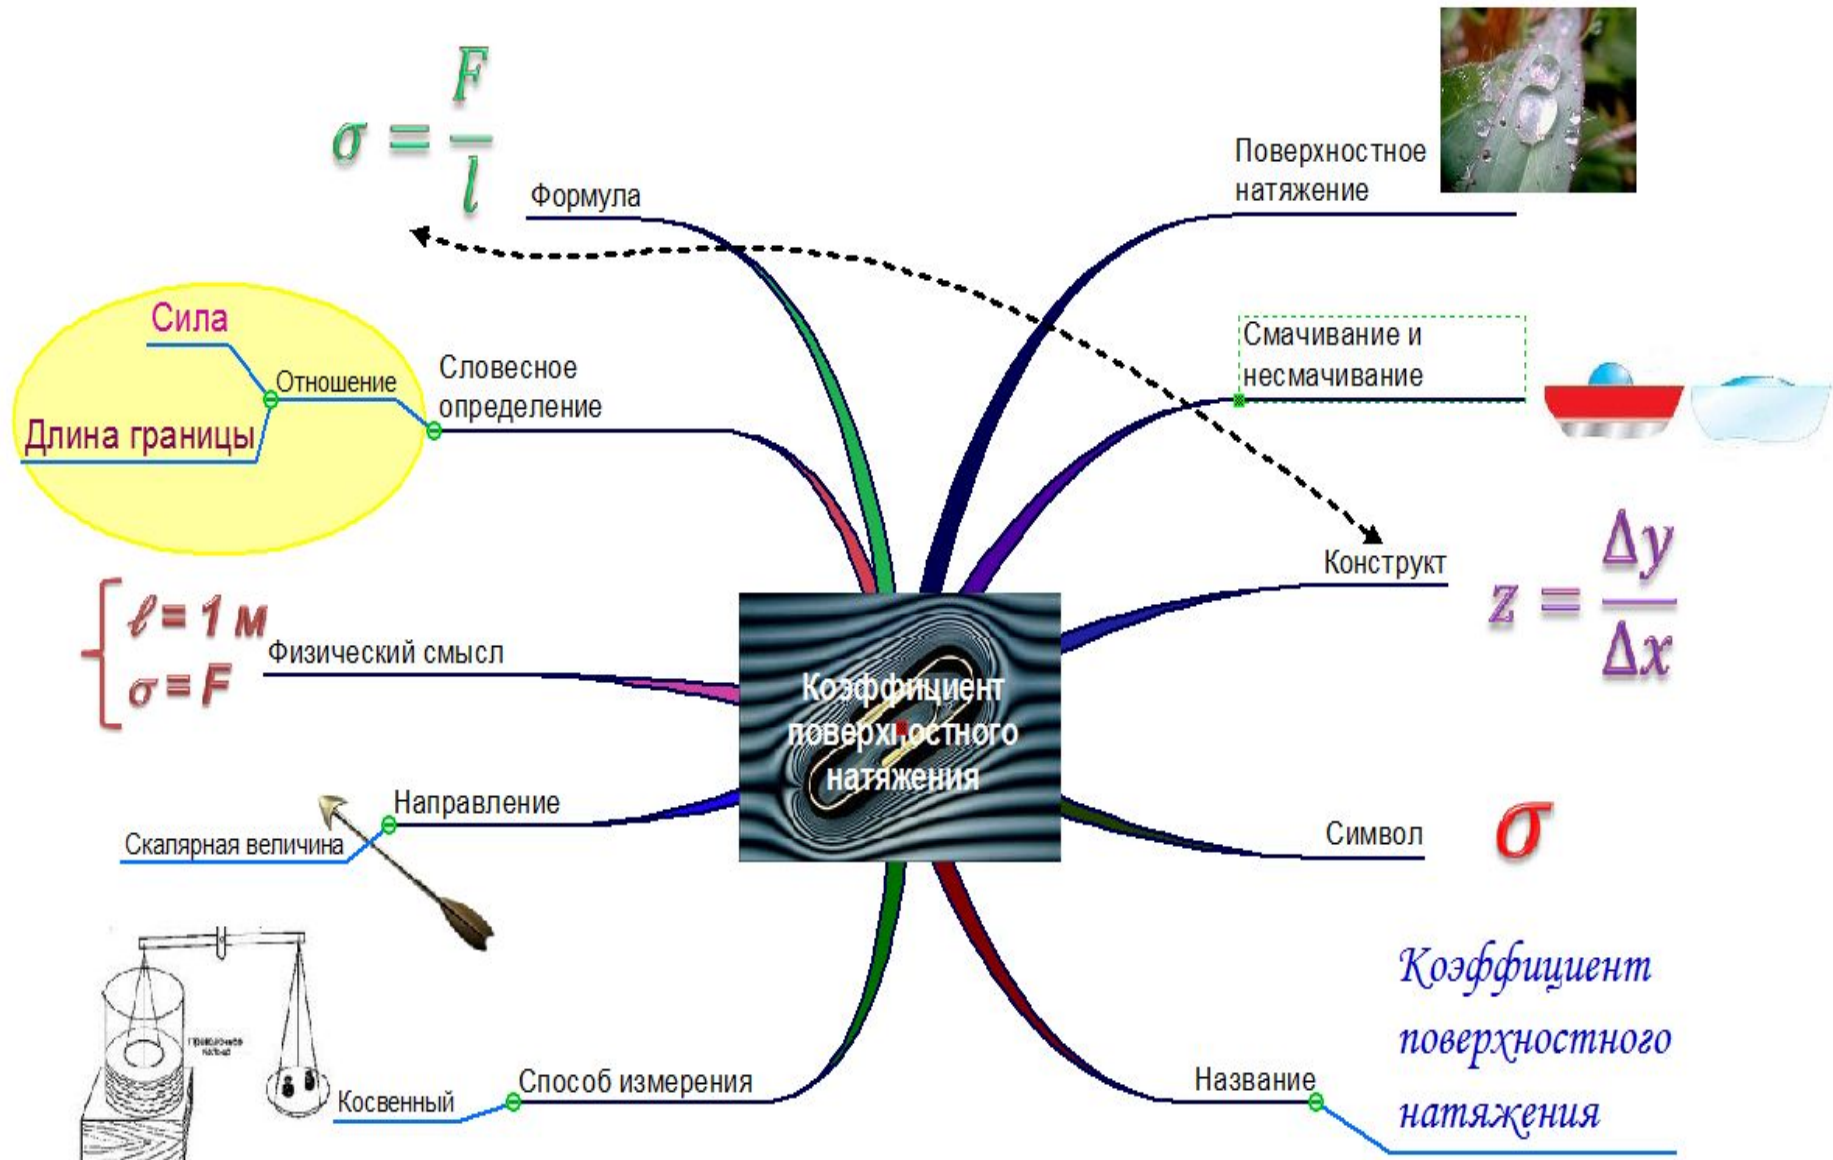 σ = F/l
Формула
Поверхностное
натяжение
Сила
Отношение
Длина границы
Словесное
определение
Смачивание и
несмачивание
Конструкт
z = Δy/Δx
ℓ = 1 м
σ = F
Физический смысл
Коэффициент
поверхностного
натяжения
Направление
Скалярная величина
Символ
σ
Способ измерения
Косвенный
Название
Коэффициент
поверхностного
натяжения